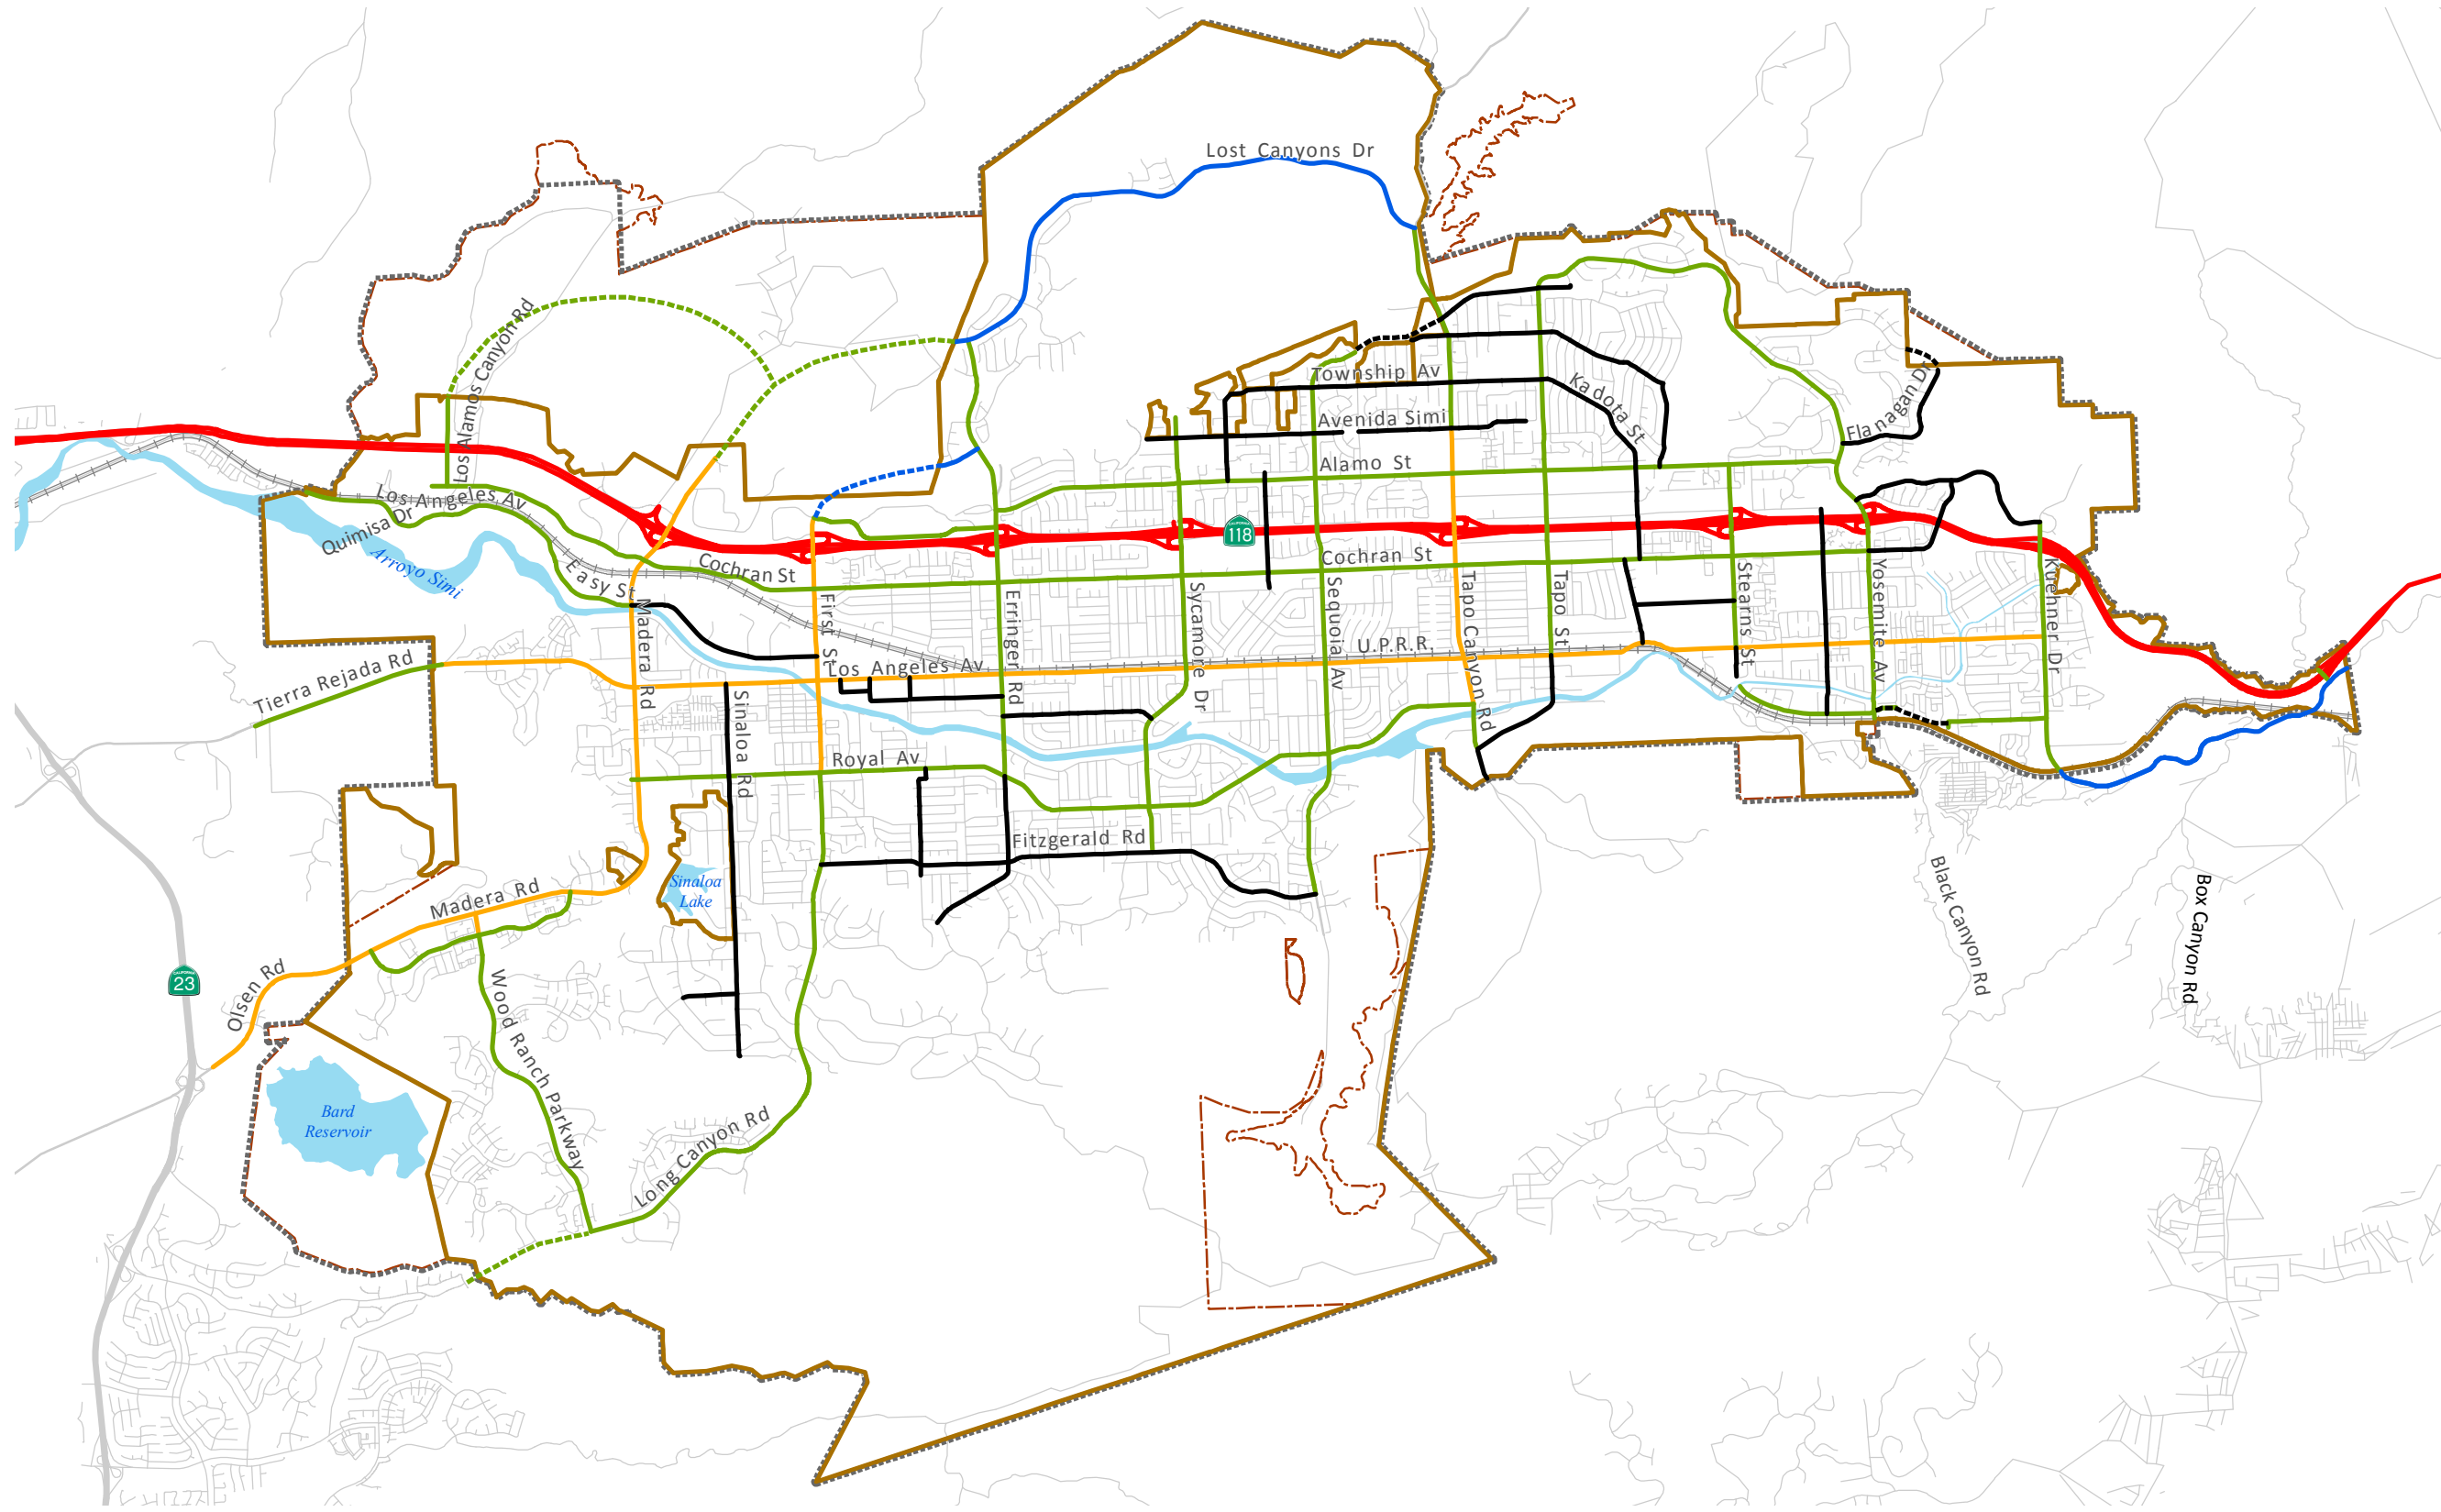 Lost Canyons Dr
Los Alamos Canyon Rd
Township Av
Kadota St
Flanagan Dr
Avenida Simi
Alamo St
Los Angeles Av
Quimisa Dr
Arroyo Simi
CALIFORNIA
118
Cochran St
Cochran St
Easy St
Madera Rd
First St
Erringer Rd
Sycamore Dr
Sequoia Av
Tapo Canyon Rd
Tapo St
Stearns St
Yosemite Av
Kuehner Dr
U.P.R.R.
Los Angeles Av
Tierra Rejada Rd
Sinaloa Rd
Royal Av
Fitzgerald Rd
Sinaloa
Lake
Madera Rd
Black Canyon Rd
Box Canyon Rd
CALIFORNIA
23
Olsen Rd
Wood Ranch Parkway
Bard
Reservoir
Long Canyon Rd